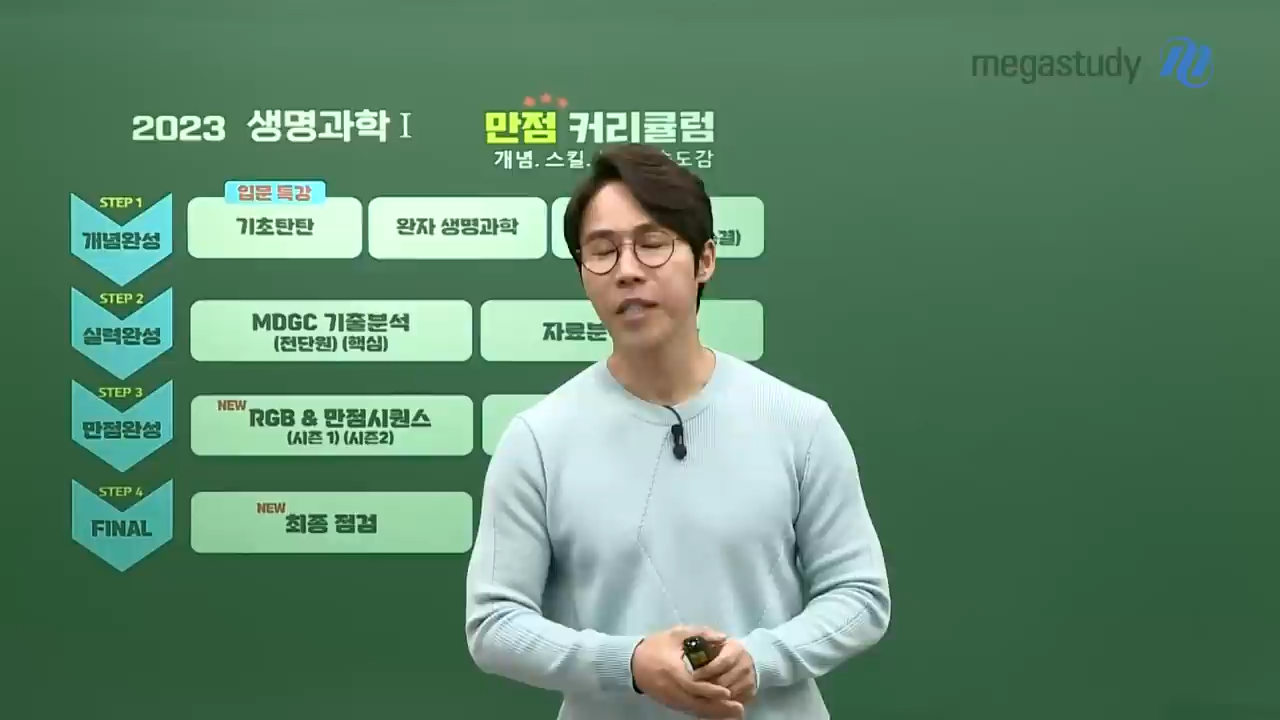 megastudy
2023 생명과학 I
만점 커리큘럼
개념. 스킬. 도감
STEP 1
개념완성
입문 특강
기초탄탄
완자 생명과학
결)
STEP 2
실력완성
MDGC 기출분석
(전단원) (핵심)
자료분
STEP 3
만점완성
NEW
RGB & 만점시퀀스
(시즌 1) (시즌2)
STEP 4
FINAL
NEW
최종 점검